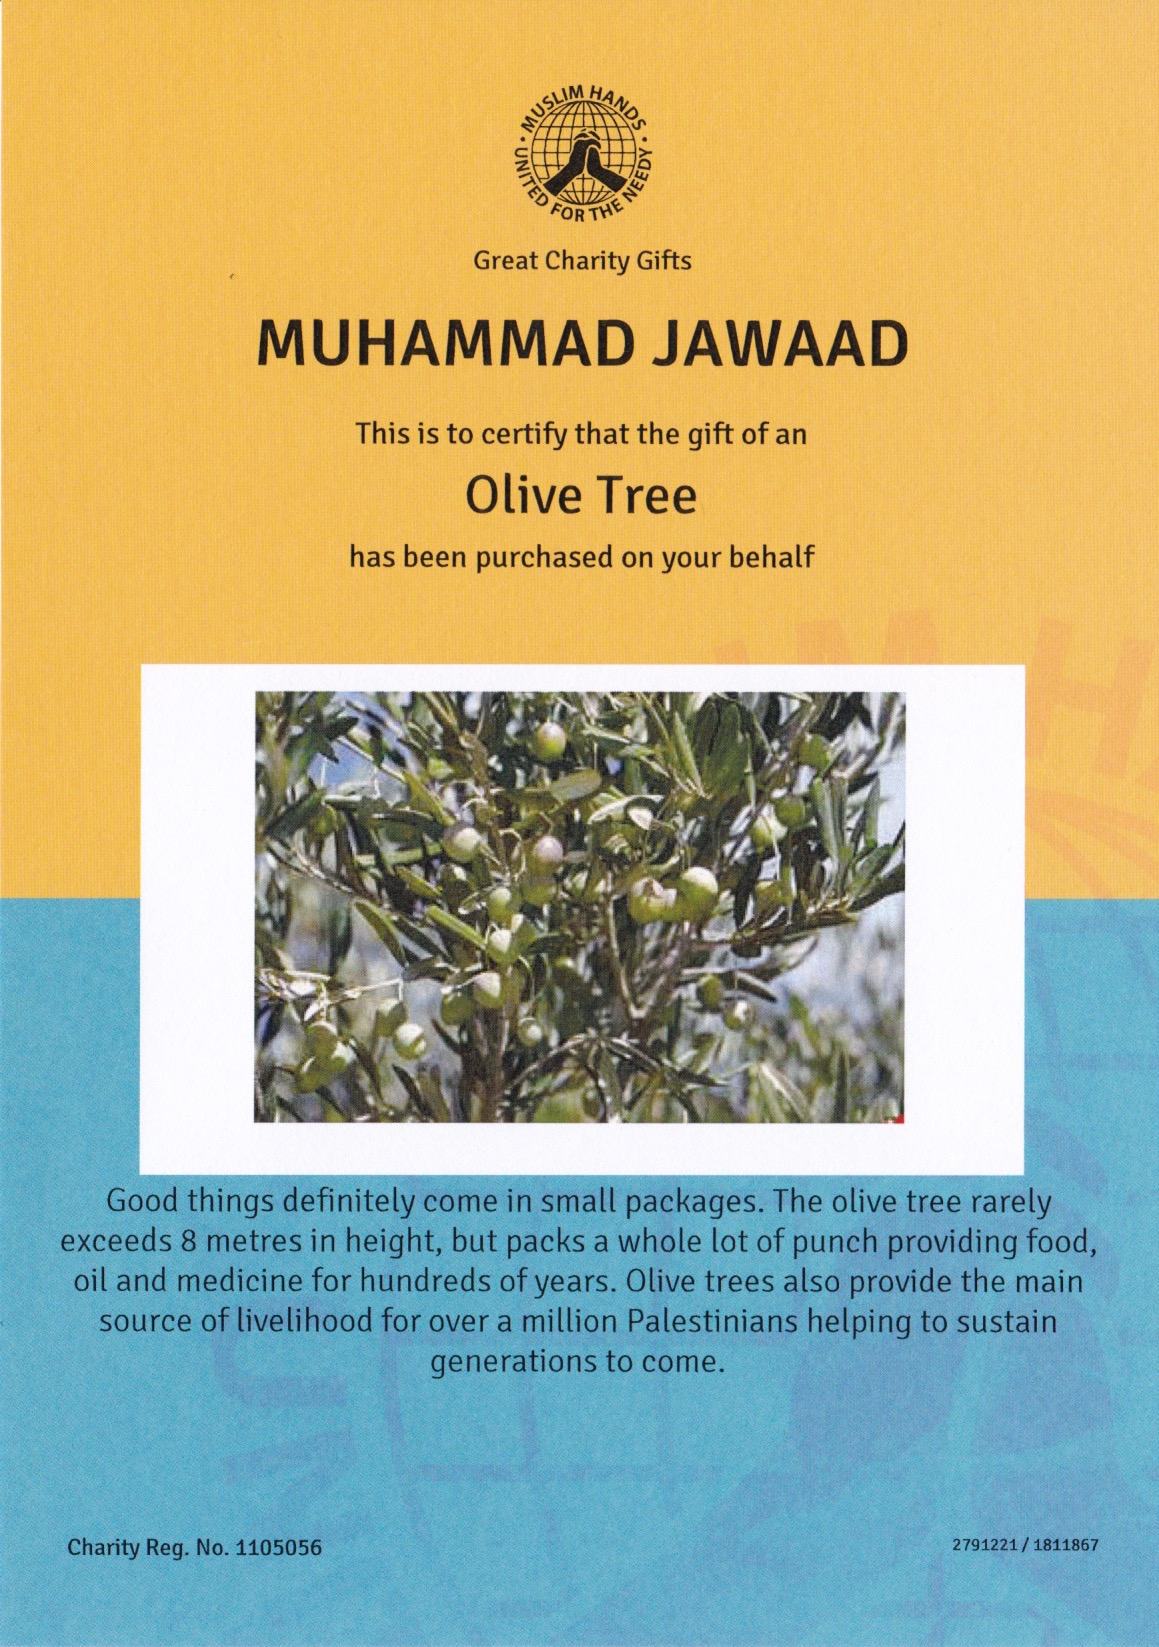 MUSLIM HANDS
UNITED FOR THE NEEDY
Great Charity Gifts
MUHAMMAD JAWAAD
This is to certify that the gift of an
Olive Tree
has been purchased on your behalf
Good things definitely come in small packages. The olive tree rarely
exceeds 8 metres in height, but packs a whole lot of punch providing food,
oil and medicine for hundreds of years. Olive trees also provide the main
source of livelihood for over a million Palestinians helping to sustain
generations to come.
Charity Reg. No. 1105056
2791221 / 1811867